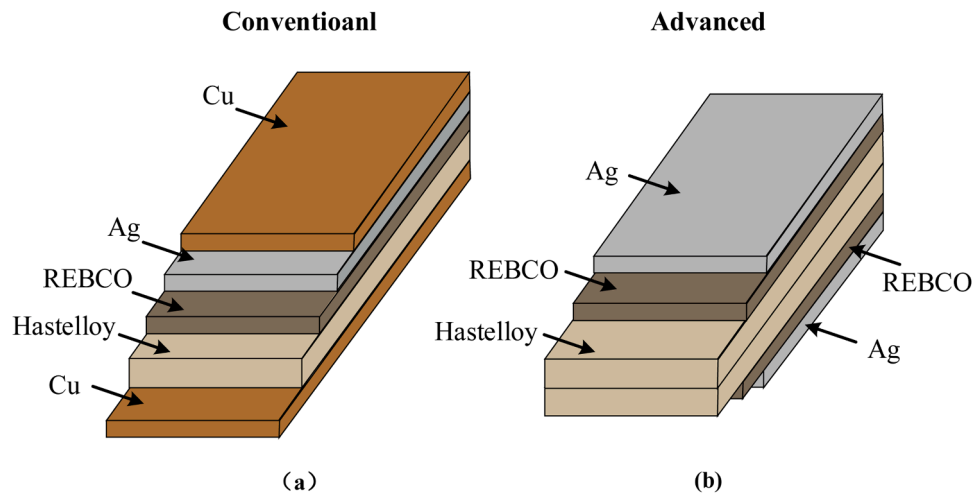 Conventioanl
Advanced
Cu
Ag
REBCO
Hastelloy
Cu
Ag
REBCO
Hastelloy
REBCO
Ag
（a）
(b)